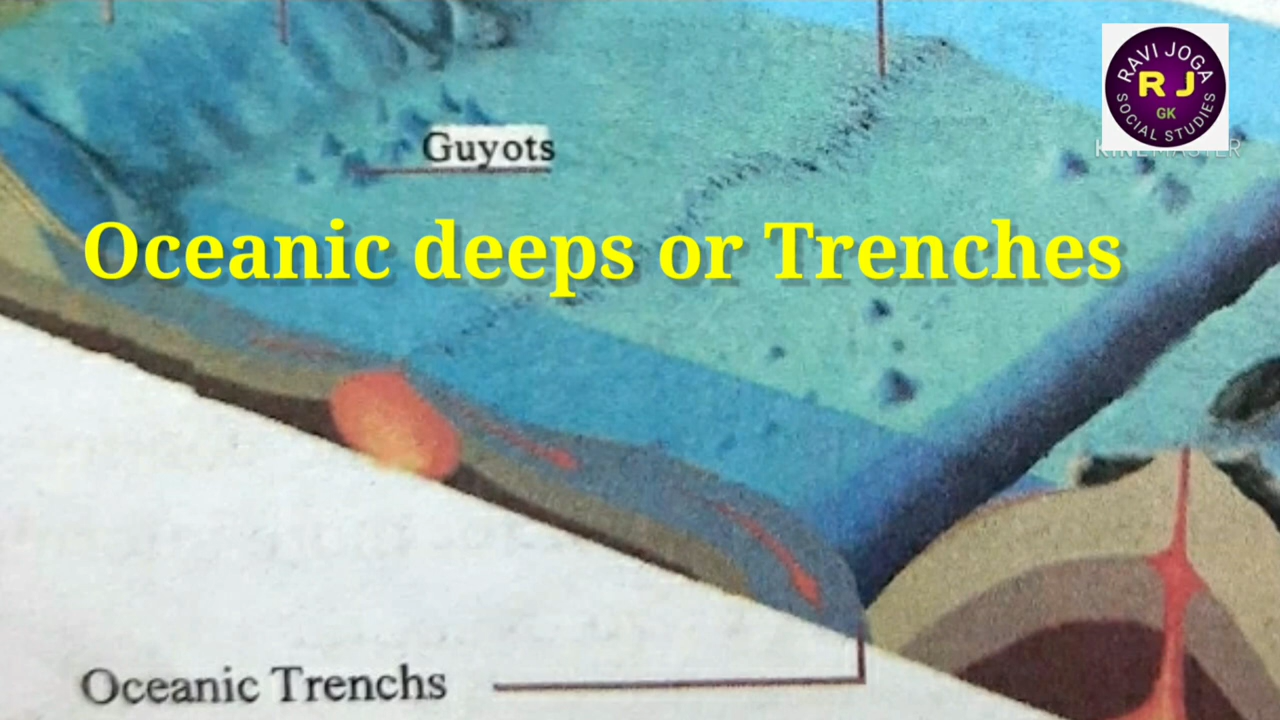 RAVI JOGA
R J
GK
SOCIAL STUDIES
KINEMASTER
Guyots
Oceanic deeps or Trenches
Oceanic Trenchs